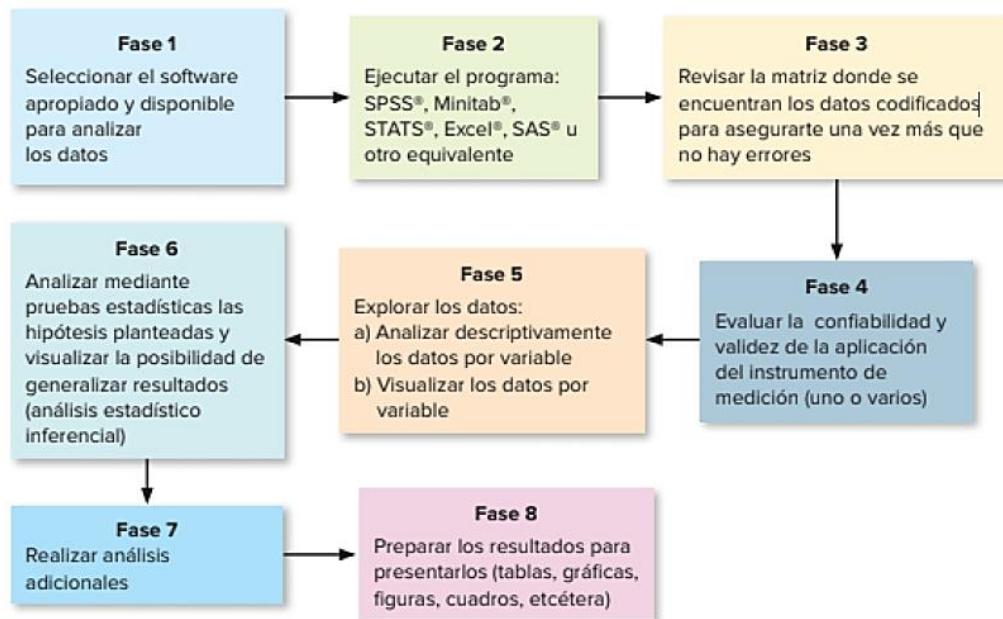 Fase 1
Seleccionar el software
apropiado y disponible
para analizar
los datos
Fase 2
Ejecutar el programa:
SPSS®, Minitab®,
STATS®, Excel®, SAS® u
otro equivalente
Fase 3
Revisar la matriz donde se
encuentran los datos codificados
para asegurarte una vez más que
no hay errores
Fase 4
Evaluar la confiabilidad y
validez de la aplicación
del instrumento de
medición (uno o varios)
Fase 5
Explorar los datos:
a) Analizar descriptivamente
los datos por variable
b) Visualizar los datos por
variable
Fase 6
Analizar mediante
pruebas estadísticas las
hipótesis planteadas y
visualizar la posibilidad de
generalizar resultados
(análisis estadístico
inferencial)
Fase 7
Realizar análisis
adicionales
Fase 8
Preparar los resultados para
presentarlos (tablas, gráficas,
figuras, cuadros, etcétera)